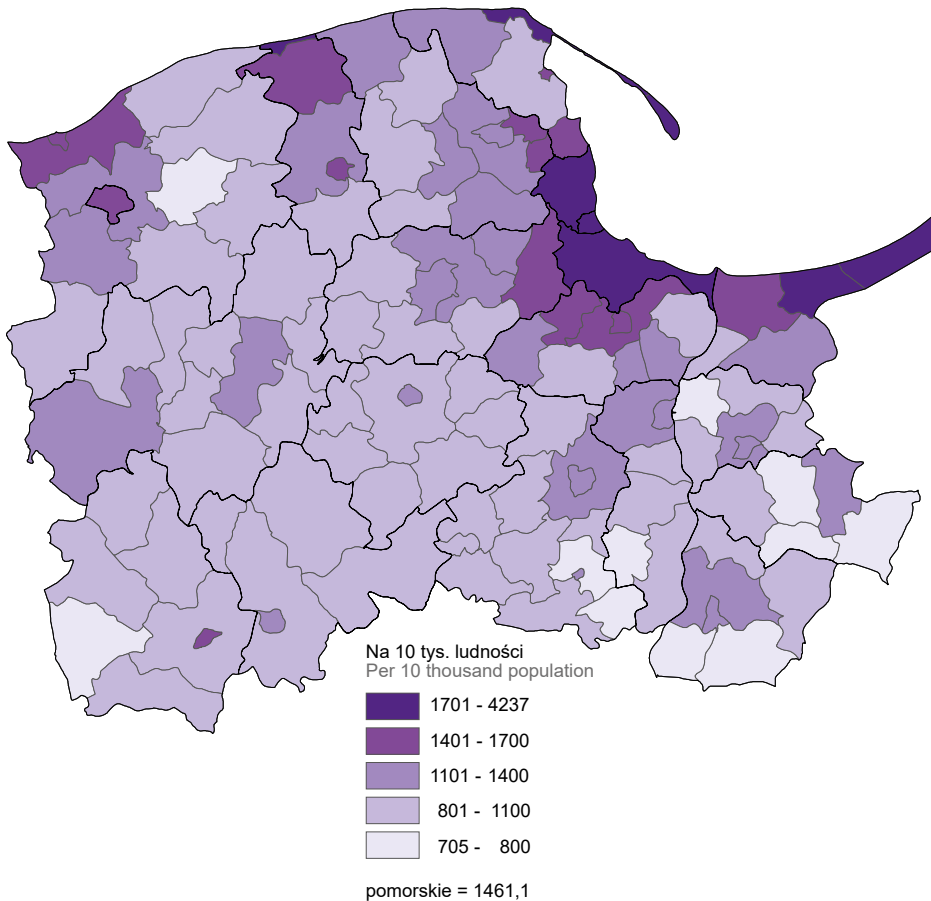 Na 10 tys. ludności
Per 10 thousand population
1701 - 4237
1401 - 1700
1101 - 1400
801 - 1100
705 - 800
pomorskie = 1461,1